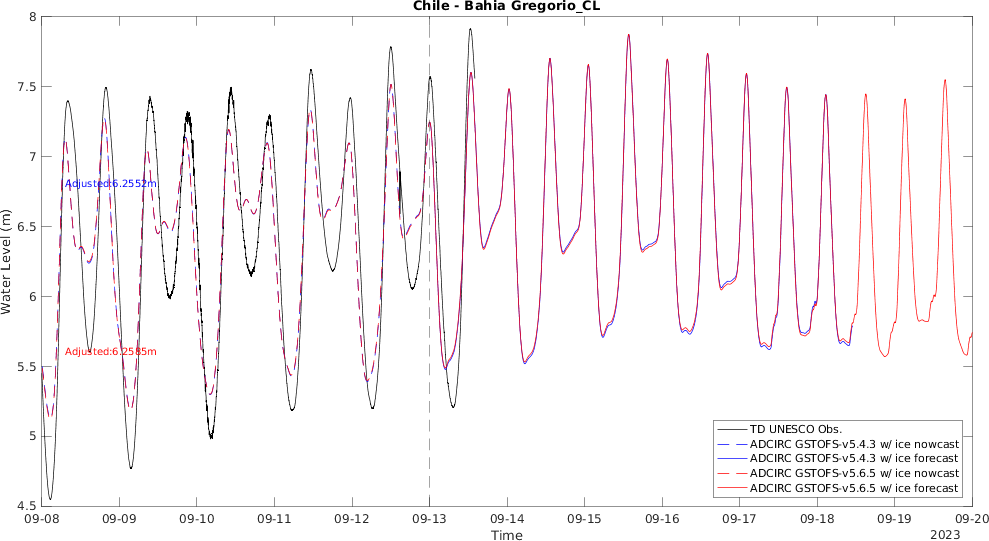 Chile - Bahia Gregorio_CL
8
7.5
7
6.5
6
5.5
5
4.5
Water Level (m)
Adjusted:6.2552m
Adjusted:6.2585m
TD UNESCO Obs.
ADCIRC GSTOFS-v5.4.3 w/ ice nowcast
ADCIRC GSTOFS-v5.4.3 w/ ice forecast
ADCIRC GSTOFS-v5.6.5 w/ ice nowcast
ADCIRC GSTOFS-v5.6.5 w/ ice forecast
09-08 09-09 09-10 09-11 09-12 09-13 09-14 09-15 09-16 09-17 09-18 09-19 09-20
Time
2023